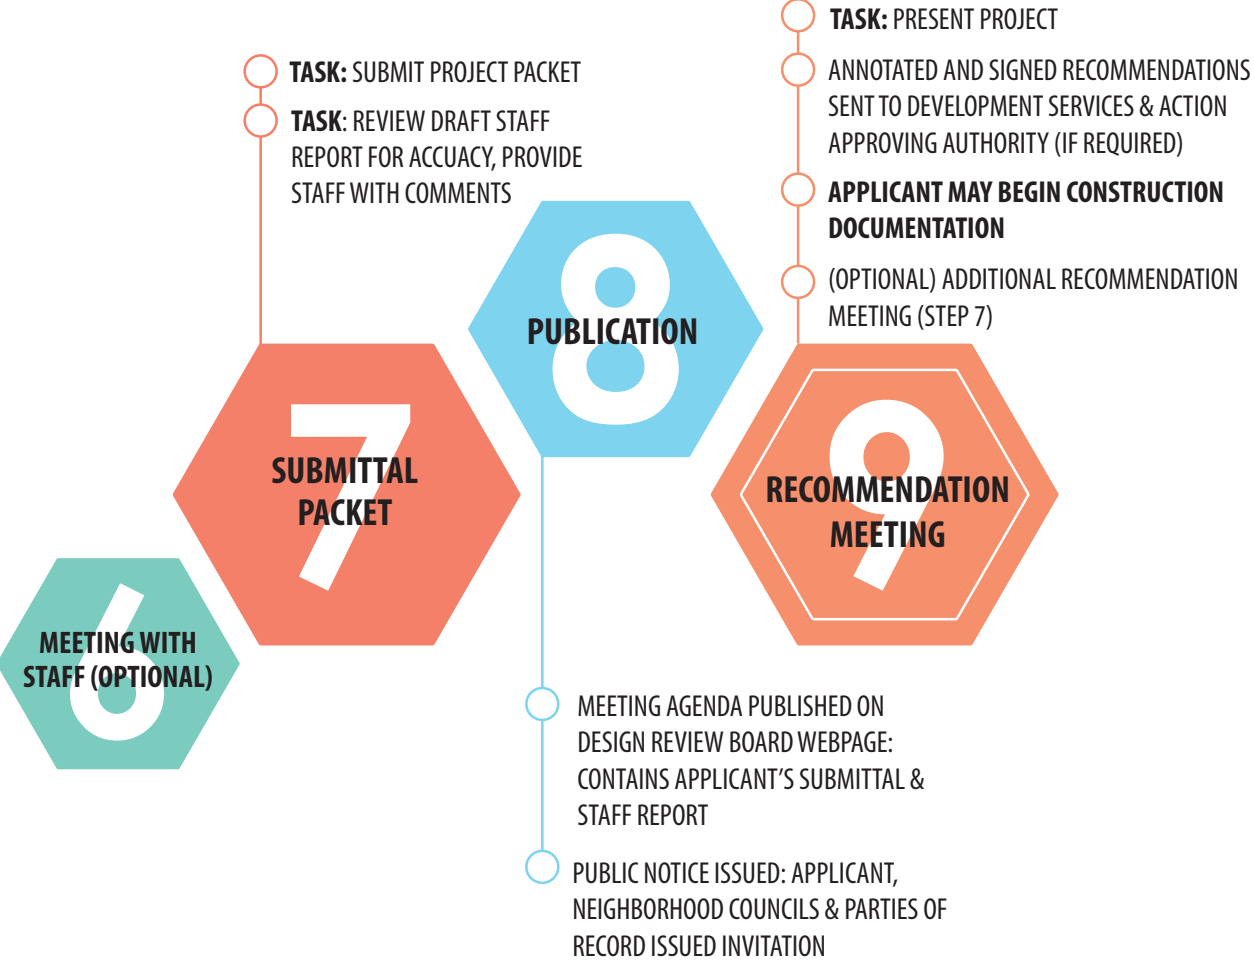 TASK: SUBMIT PROJECT PACKET
TASK: REVIEW DRAFT STAFF
REPORT FOR ACCUACY, PROVIDE
STAFF WITH COMMENTS
TASK: PRESENT PROJECT
ANNOTATED AND SIGNED RECOMMENDATIONS
SENT TO DEVELOPMENT SERVICES & ACTION
APPROVING AUTHORITY (IF REQUIRED)
APPLICANT MAY BEGIN CONSTRUCTION
DOCUMENTATION
(OPTIONAL) ADDITIONAL RECOMMENDATION
MEETING (STEP 7)
6
MEETING WITH
STAFF (OPTIONAL)
7
SUBMITTAL
PACKET
8
PUBLICATION
9
RECOMMENDATION
MEETING
MEETING AGENDA PUBLISHED ON
DESIGN REVIEW BOARD WEBPAGE:
CONTAINS APPLICANT'S SUBMITTAL &
STAFF REPORT
PUBLIC NOTICE ISSUED: APPLICANT,
NEIGHBORHOOD COUNCILS & PARTIES OF
RECORD ISSUED INVITATION